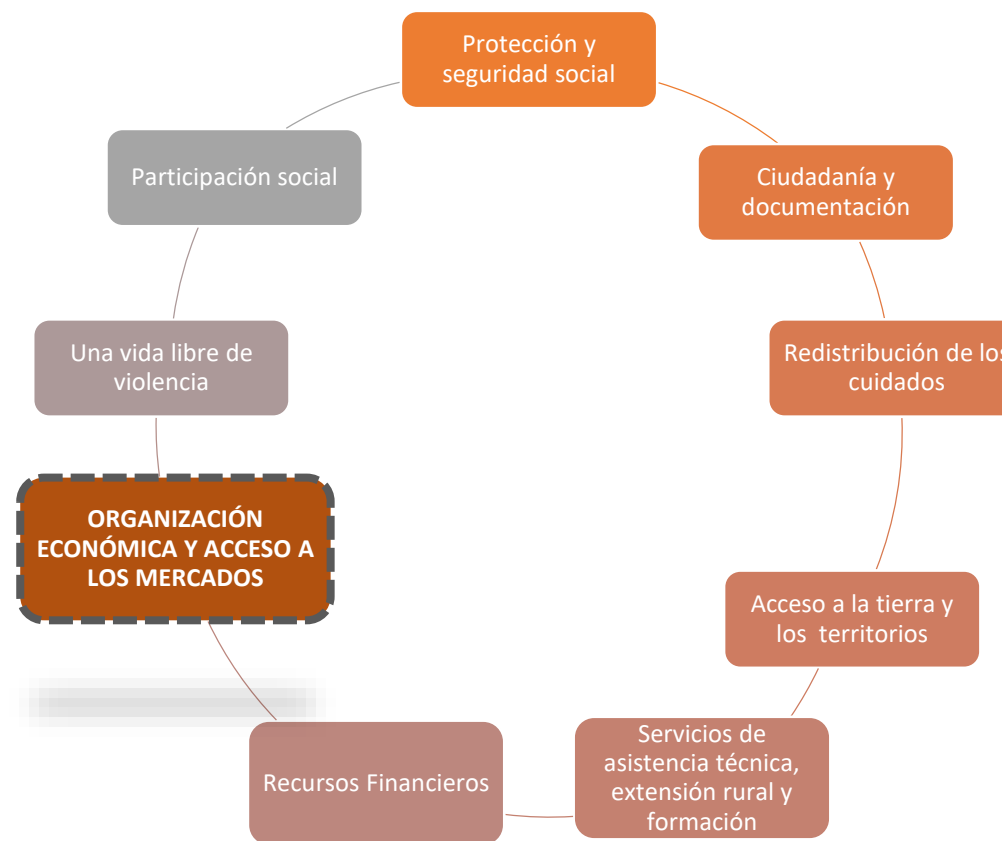 Protección y
seguridad social
Ciudadanía y
documentación
Redistribución de los
cuidados
Acceso a la tierra y
los territorios
Servicios de
asistencia técnica,
extensión rural y
formación
Recursos Financieros
ORGANIZACIÓN
ECONÓMICA Y ACCESO A
LOS MERCADOS
Una vida libre de
violencia
Participación social